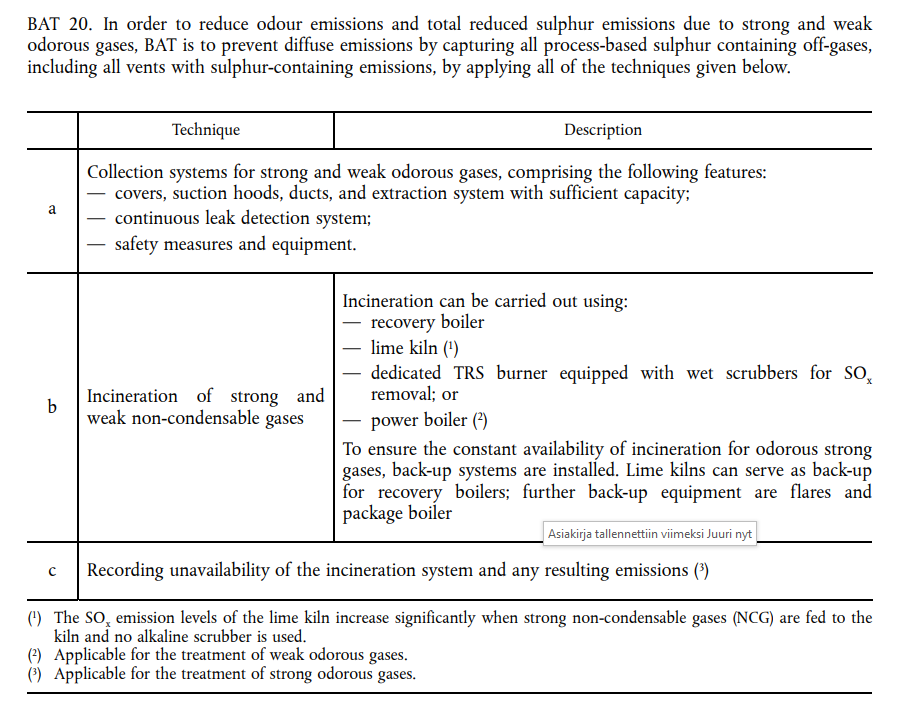 BAT 20. In order to reduce odour emissions and total reduced sulphur emissions due to strong and weak
odorous gases, BAT is to prevent diffuse emissions by capturing all process-based sulphur containing off-gases,
including all vents with sulphur-containing emissions, by applying all of the techniques given below.
Technique
Description
a
Collection systems for strong and weak odorous gases, comprising the following features:
— covers, suction hoods, ducts, and extraction system with sufficient capacity;
— continuous leak detection system;
— safety measures and equipment.
b
Incineration of strong and
weak non-condensable gases
Incineration can be carried out using:
— recovery boiler
— lime kiln (¹)
— dedicated TRS burner equipped with wet scrubbers for SOₓ
removal; or
— power boiler (²)
To ensure the constant availability of incineration for odorous strong
gases, back-up systems are installed. Lime kilns can serve as back-up
for recovery boilers; further back-up equipment are flares and
package boiler
Asiakirja tallennettiin viimeksi Juuri nyt
c
Recording unavailability of the incineration system and any resulting emissions (³)
(¹) The SOₓ emission levels of the lime kiln increase significantly when strong non-condensable gases (NCG) are fed to the
kiln and no alkaline scrubber is used.
(²) Applicable for the treatment of weak odorous gases.
(³) Applicable for the treatment of strong odorous gases.